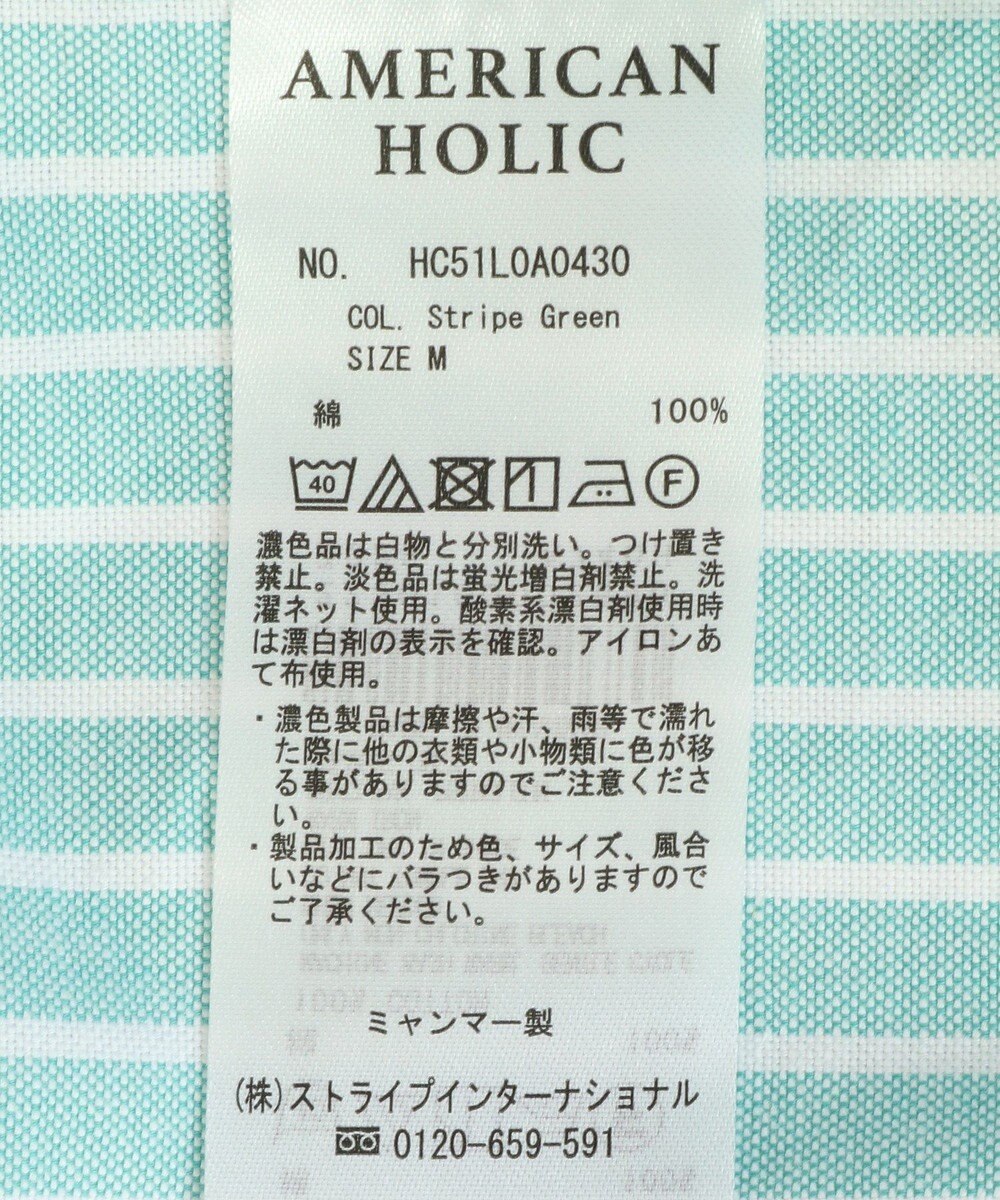 AMERICAN
HOLIC
NO. HC51L0A0430
COL. Stripe Green
SIZE M
綿 100%
40 F
濃色品は白物と分別洗い。つけ置き
禁止。淡色品は蛍光増白剤禁止。洗
濯ネット使用。酸素系漂白剤使用時
は漂白剤の表示を確認。アイロンあ
て布使用。
・濃色製品は摩擦や汗、雨等で濡れ
た際に他の衣類や小物類に色が移
る事がありますのでご注意くださ
い。
・製品加工のため色、サイズ、風合
いなどにバラつきがありますので
ご了承ください。
ミャンマー製
(株)ストライプインターナショナル
0120-659-591